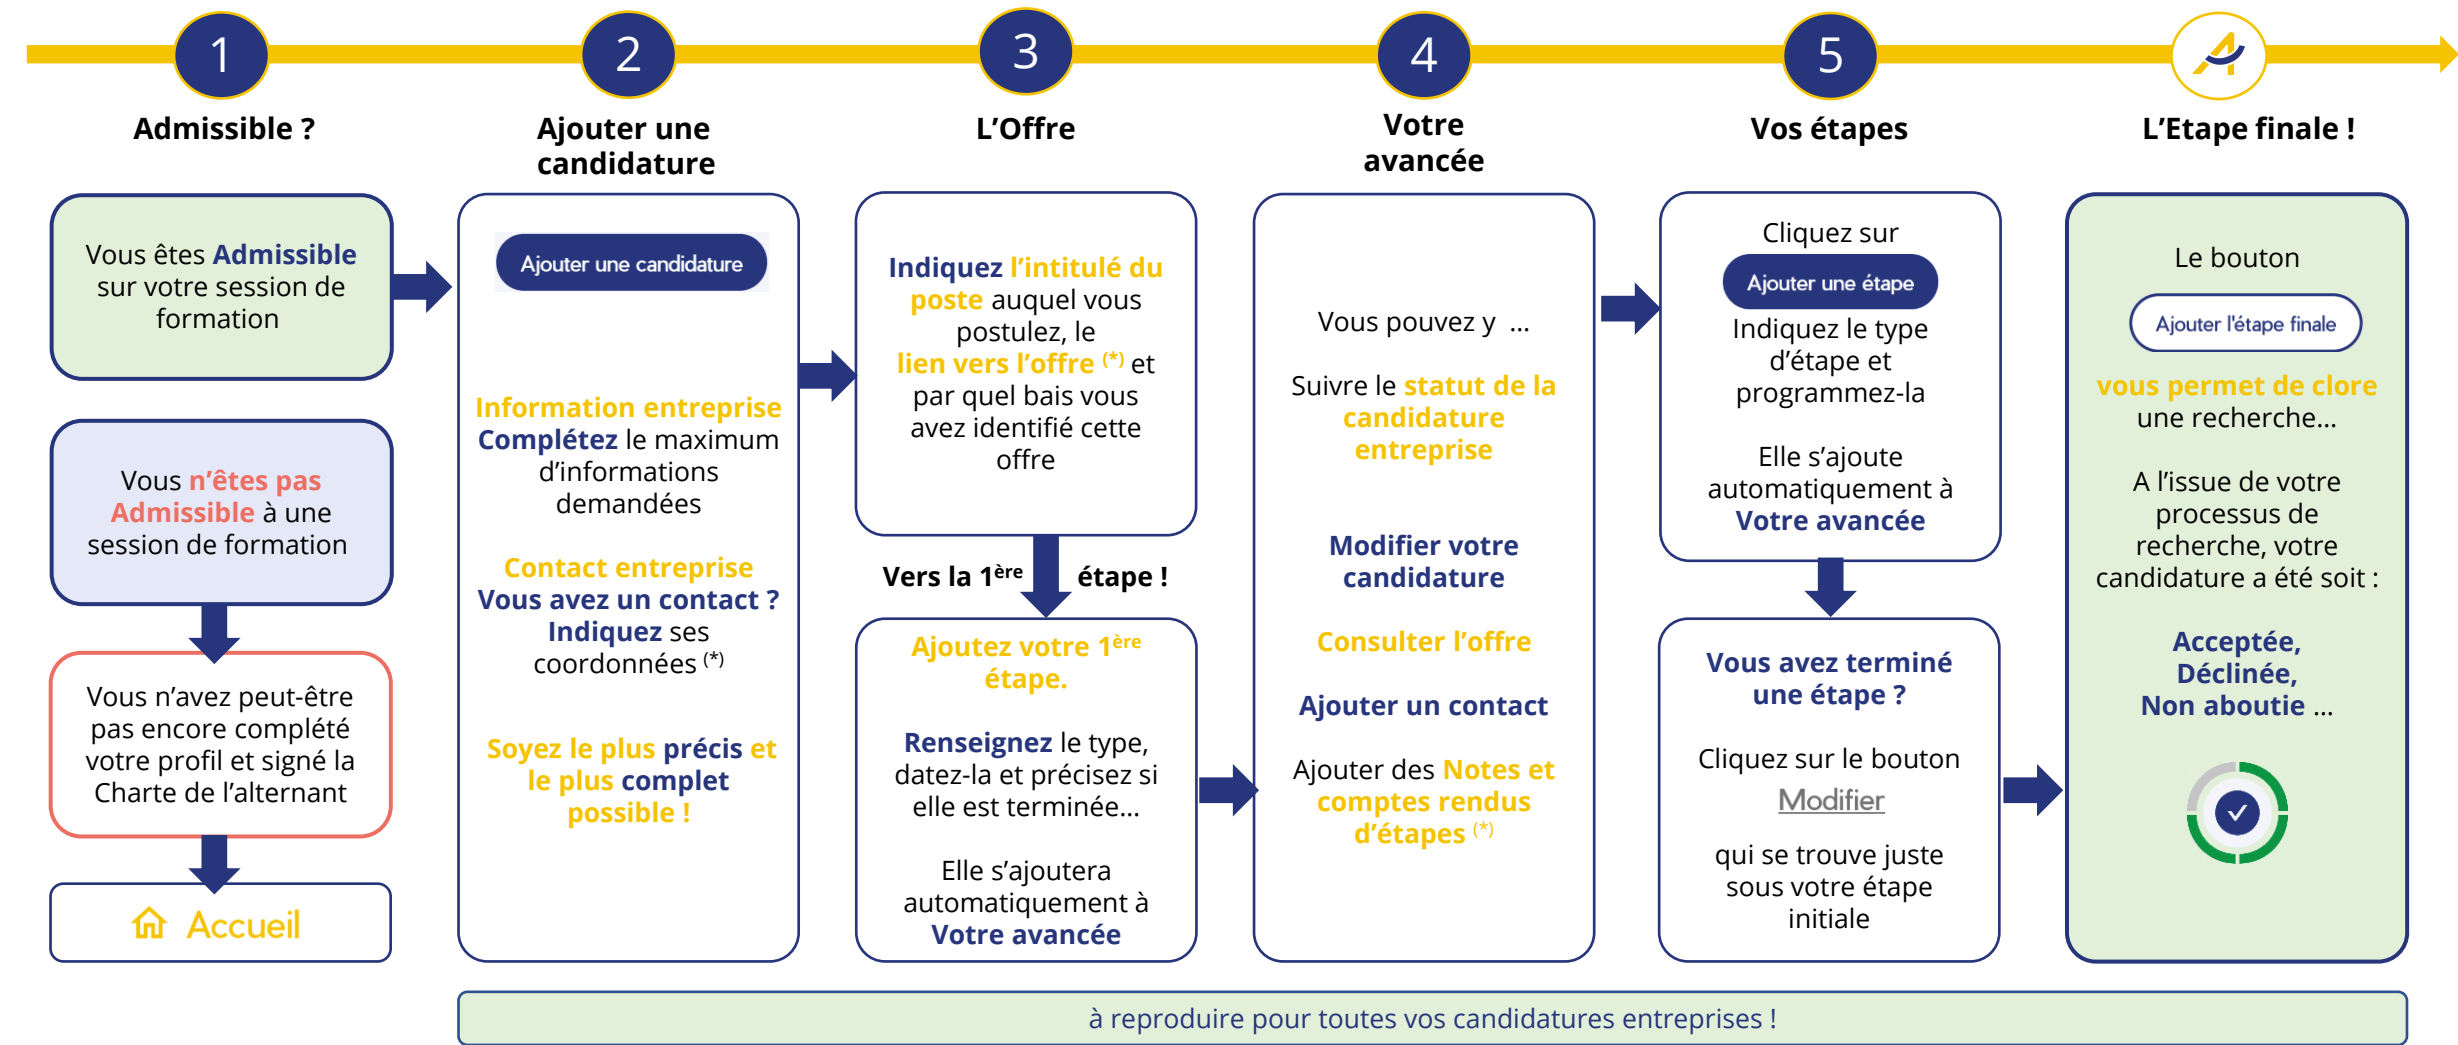 1
2
3
4
5
Admissible ?
Ajouter une
candidature
L’Offre
Votre
avancée
Vos étapes
L’Etape finale !
Vous êtes Admissible
sur votre session de
formation
Vous n’êtes pas
Admissible à une
session de formation
Vous n’avez peut-être
pas encore complété
votre profil et signé la
Charte de l’alternant
Accueil
Ajouter une candidature
Information entreprise
Complétez le maximum
d’informations
demandées
Contact entreprise
Vous avez un contact ?
Indiquez ses
coordonnées (*)
Soyez le plus précis et
le plus complet
possible !
Indiquez l’intitulé du
poste auquel vous
postulez, le
lien vers l’offre (*) et
par quel bais vous
avez identifié cette
offre
Vers la 1ère étape !
Ajoutez votre 1ère
étape.
Renseignez le type,
datez-la et précisez si
elle est terminée…
Elle s’ajoutera
automatiquement à
Votre avancée
Vous pouvez y …
Suivre le statut de la
candidature
entreprise
Modifier votre
candidature
Consulter l’offre
Ajouter un contact
Ajouter des Notes et
comptes rendus
d’étapes (*)
Cliquez sur
Ajouter une étape
Indiquez le type
d’étape et
programmez-la
Elle s’ajoute
automatiquement à
Votre avancée
Vous avez terminé
une étape ?
Cliquez sur le bouton
Modifier
qui se trouve juste
sous votre étape
initiale
Le bouton
Ajouter l'étape finale
vous permet de clore
une recherche…
A l’issue de votre
processus de
recherche, votre
candidature a été soit :
Acceptée,
Déclinée,
Non aboutie …
à reproduire pour toutes vos candidatures entreprises !